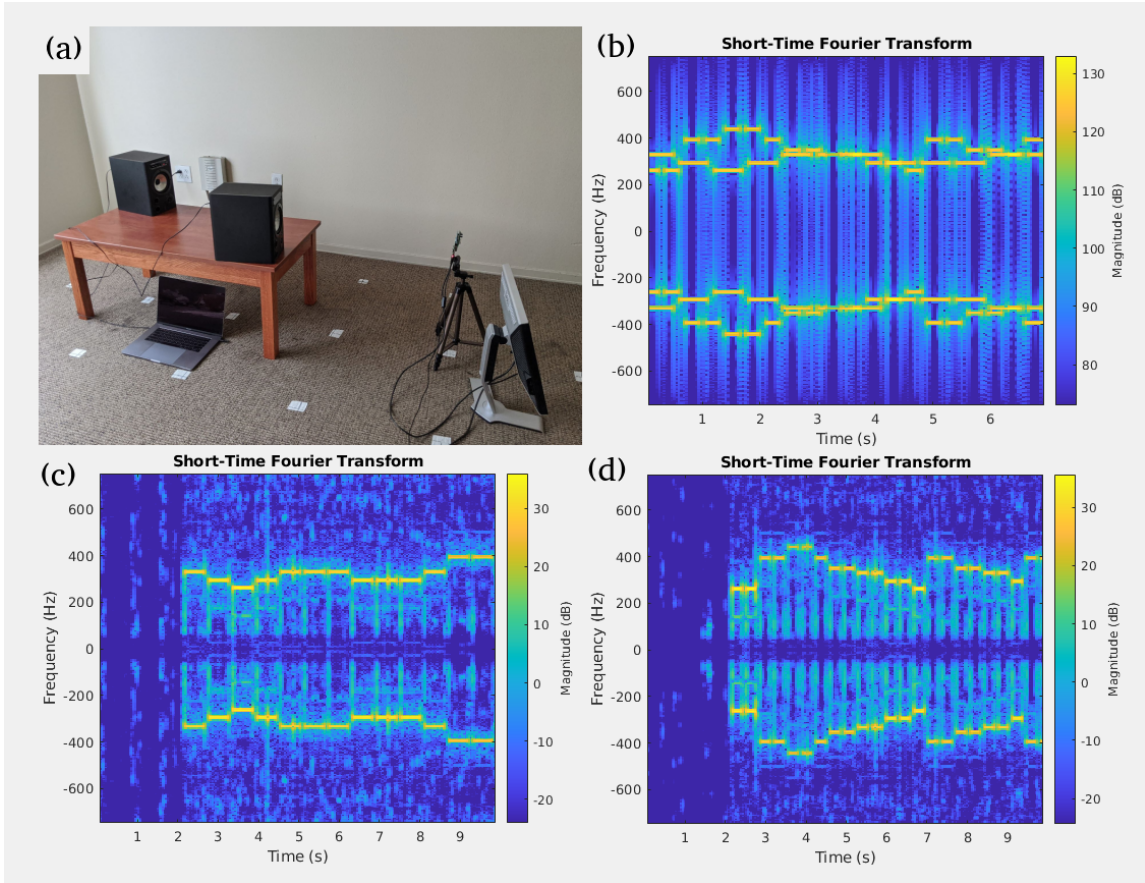 (a)
(b)
Short-Time Fourier Transform
600
400
200
0
-200
-400
-600
Frequency (Hz)
1 2 3 4 5 6
Time (s)
130
120
110
100
90
80
Magnitude (dB)
(c)
Short-Time Fourier Transform
600
400
200
0
-200
-400
-600
Frequency (Hz)
1 2 3 4 5 6 7 8 9
Time (s)
30
20
10
0
-10
-20
Magnitude (dB)
(d)
Short-Time Fourier Transform
600
400
200
0
-200
-400
-600
Frequency (Hz)
1 2 3 4 5 6 7 8 9
Time (s)
30
20
10
0
-10
-20
Magnitude (dB)